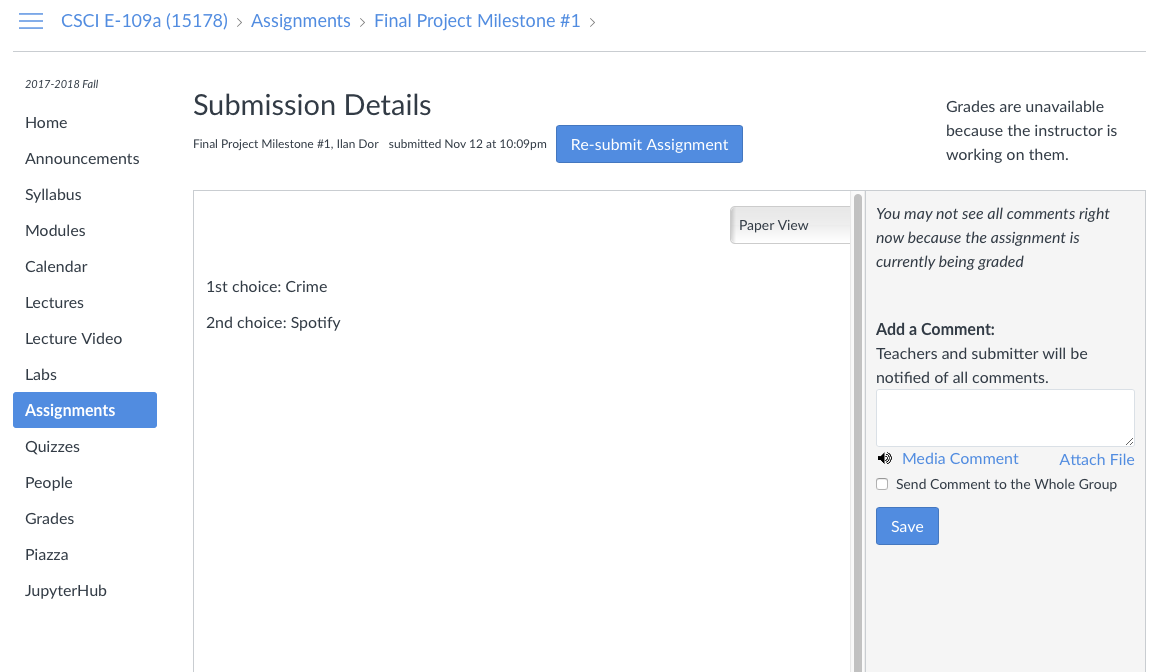 CSCI E-109a (15178) › Assignments › Final Project Milestone #1 ›
2017-2018 Fall
Home
Announcements
Syllabus
Modules
Calendar
Lectures
Lecture Video
Labs
Assignments
Quizzes
People
Grades
Piazza
JupyterHub
Submission Details
Final Project Milestone #1, Ilan Dor submitted Nov 12 at 10:09pm
Re-submit Assignment
Grades are unavailable
because the instructor is
working on them.
Paper View
1st choice: Crime
2nd choice: Spotify
You may not see all comments right
now because the assignment is
currently being graded
Add a Comment:
Teachers and submitter will be
notified of all comments.
Media Comment
Attach File
Send Comment to the Whole Group
Save